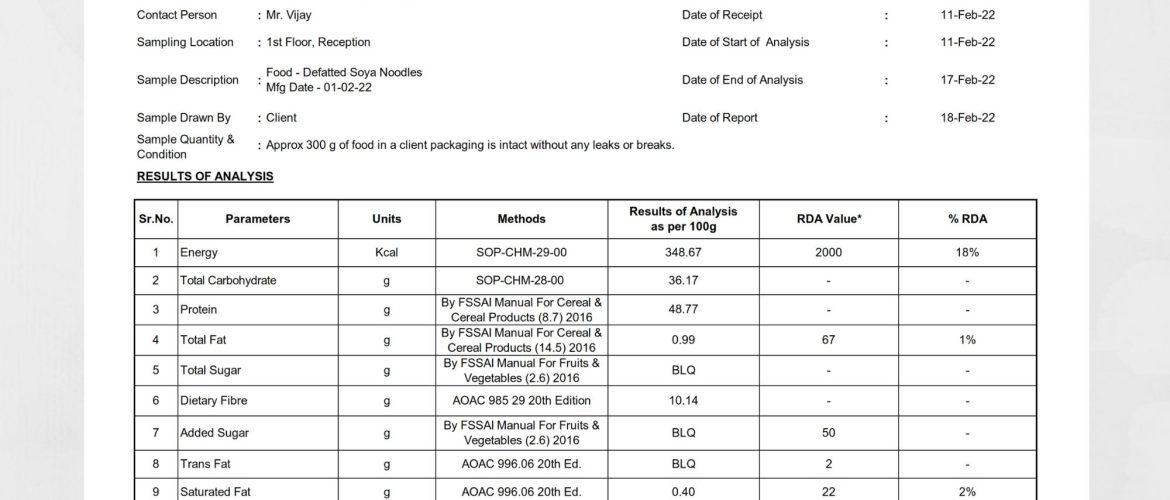 Contact Person : Mr. Vijay Date of Receipt : 11-Feb-22
Sampling Location : 1st Floor, Reception Date of Start of Analysis : 11-Feb-22
Sample Description : Food - Defatted Soya Noodles
Mfg Date - 01-02-22 Date of End of Analysis : 17-Feb-22
Sample Drawn By : Client Date of Report : 18-Feb-22
Sample Quantity &
Condition : Approx 300 g of food in a client packaging is intact without any leaks or breaks.
RESULTS OF ANALYSIS
Sr.No. Parameters Units Methods Results of Analysis
as per 100g RDA Value* % RDA
1 Energy Kcal SOP-CHM-29-00 348.67 2000 18%
2 Total Carbohydrate g SOP-CHM-28-00 36.17 - -
3 Protein g By FSSAI Manual For Cereal &
Cereal Products (8.7) 2016 48.77 - -
4 Total Fat g By FSSAI Manual For Cereal &
Cereal Products (14.5) 2016 0.99 67 1%
5 Total Sugar g By FSSAI Manual For Fruits &
Vegetables (2.6) 2016 BLQ - -
6 Dietary Fibre g AOAC 985 29 20th Edition 10.14 - -
7 Added Sugar g By FSSAI Manual For Fruits &
Vegetables (2.6) 2016 BLQ 50 -
8 Trans Fat g AOAC 996.06 20th Ed. BLQ 2 -
9 Saturated Fat g AOAC 996.06 20th Ed. 0.40 22 2%